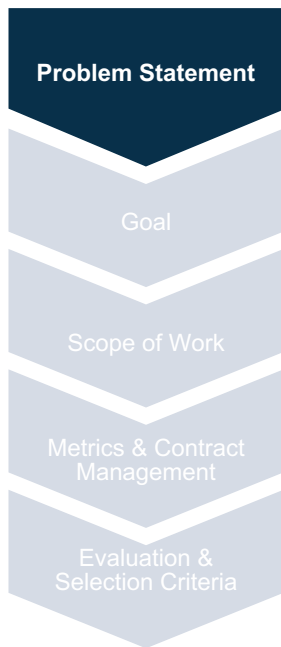 Problem Statement
Goal
Scope of Work
Metrics & Contract
Management
Evaluation &
Selection Criteria